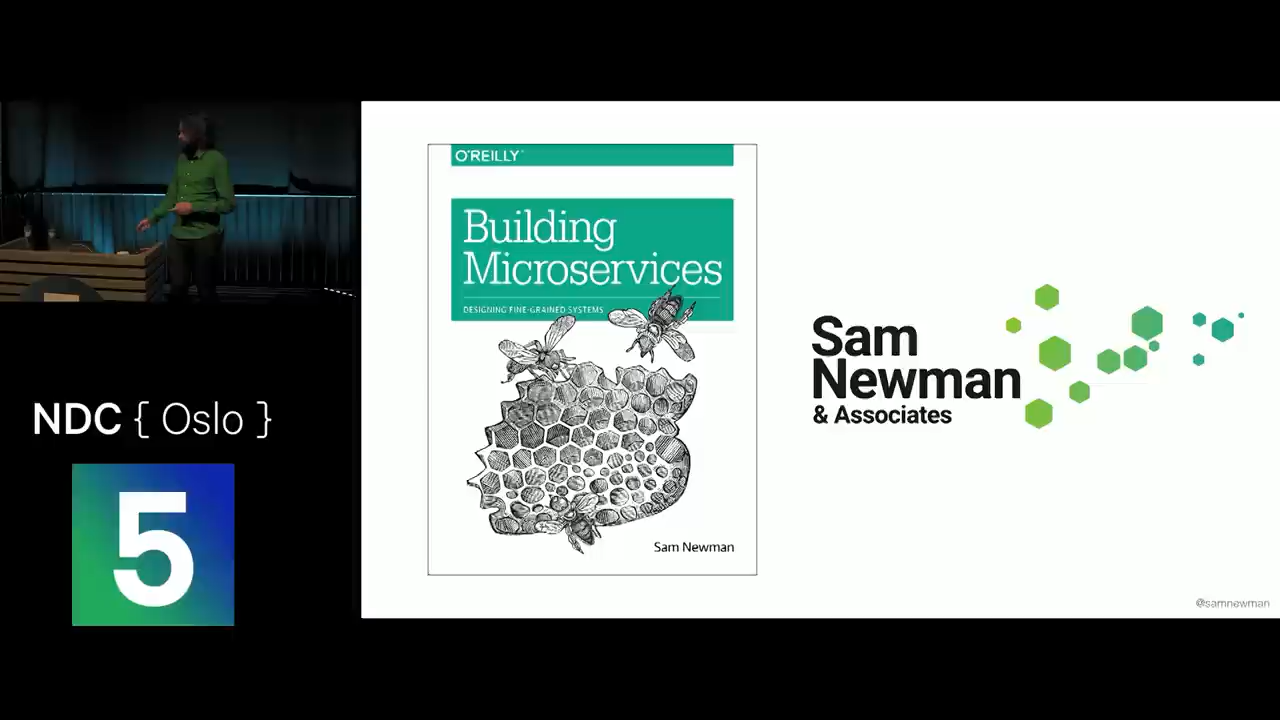 NDC { Oslo }
5
O'REILLY
Building
Microservices
DESIGNING FINE-GRAINED SYSTEMS
Sam Newman
Sam
Newman
& Associates
@samnewman